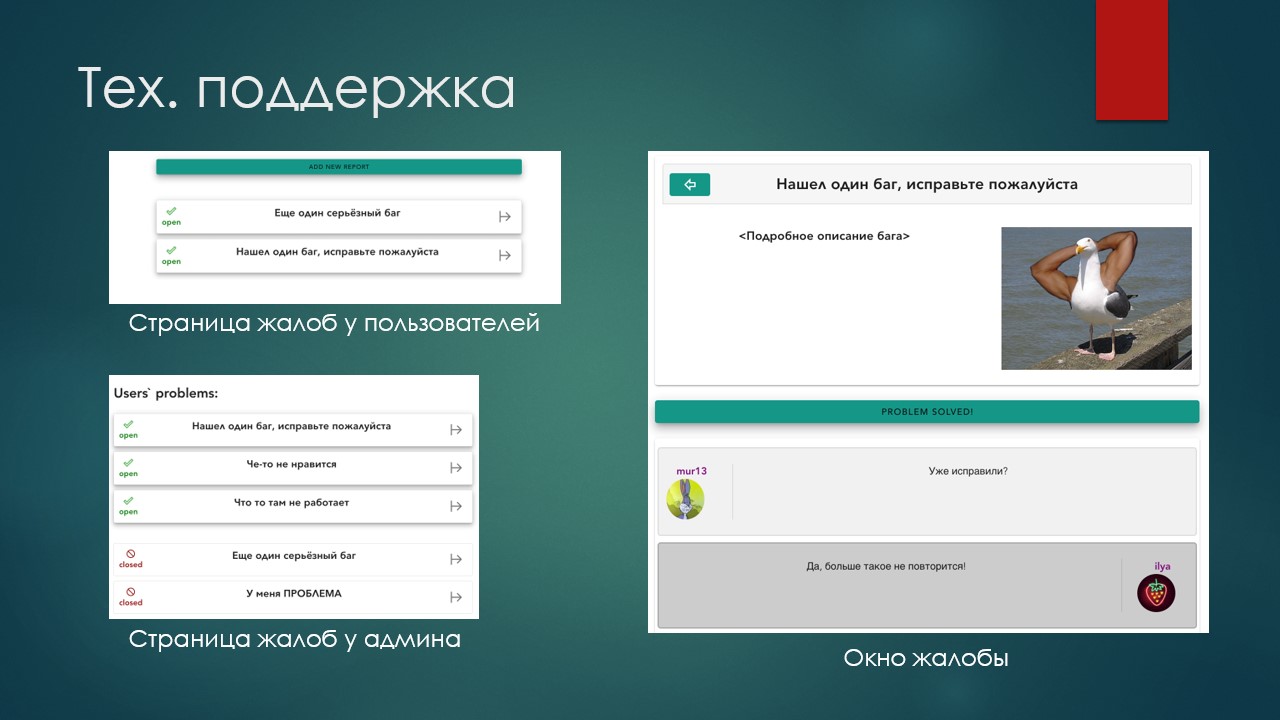 Тех. поддержка
ADD NEW REPORT
open
Еще один серьёзный баг
open
Нашел один баг, исправьте пожалуйста
Страница жалоб у пользователей
Users` problems:
open
Нашел один баг, исправьте пожалуйста
open
Че-то не нравится
open
Что то там не работает
closed
Еще один серьёзный баг
closed
У меня ПРОБЛЕМА
Страница жалоб у админа
Нашел один баг, исправьте пожалуйста
<Подробное описание бага>
PROBLEM SOLVED!
mur13
Уже исправили?
Да, больше такое не повторится!
ilya
Окно жалобы